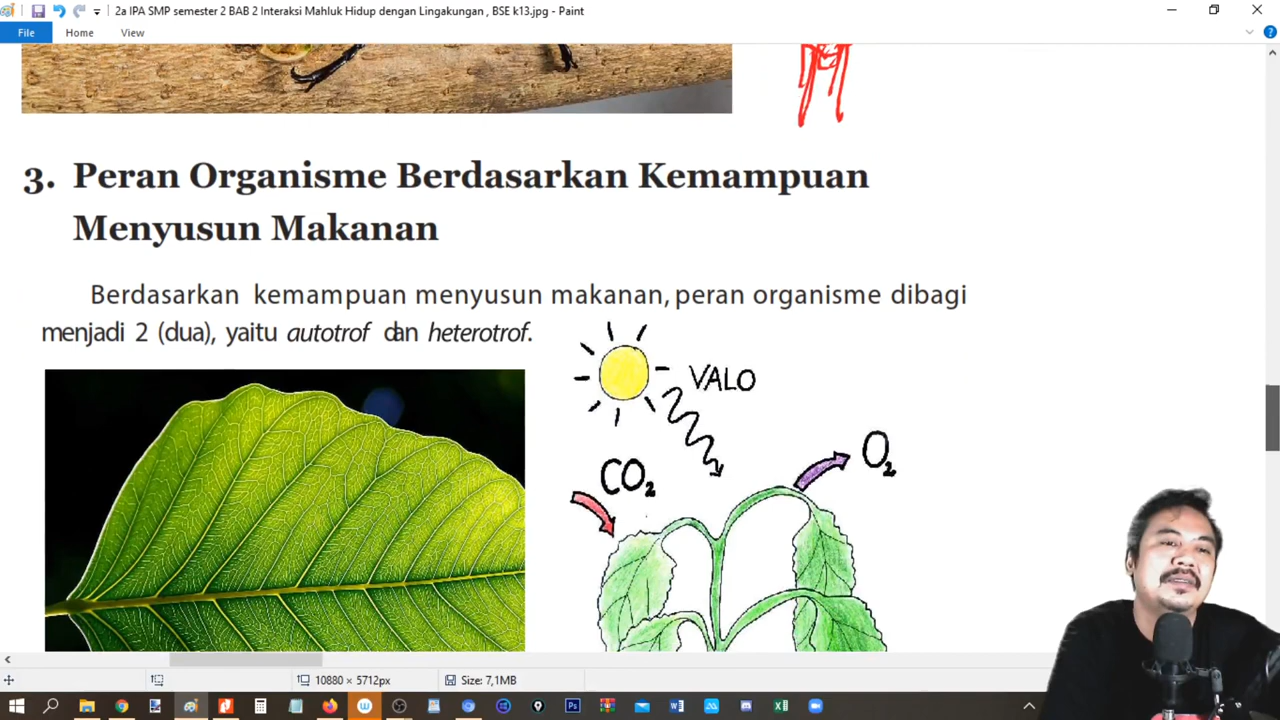 2a IPA SMP semester 2 BAB 2 Interaksi Mahluk Hidup dengan Lingakungan , BSE k13.jpg - Paint
File Home View
3. Peran Organisme Berdasarkan Kemampuan
Menyusun Makanan
Berdasarkan kemampuan menyusun makanan, peran organisme dibagi
menjadi 2 (dua), yaitu autotrof dan heterotrof.
VALO
O₂
CO₂
10880 × 5712px Size: 7,1MB